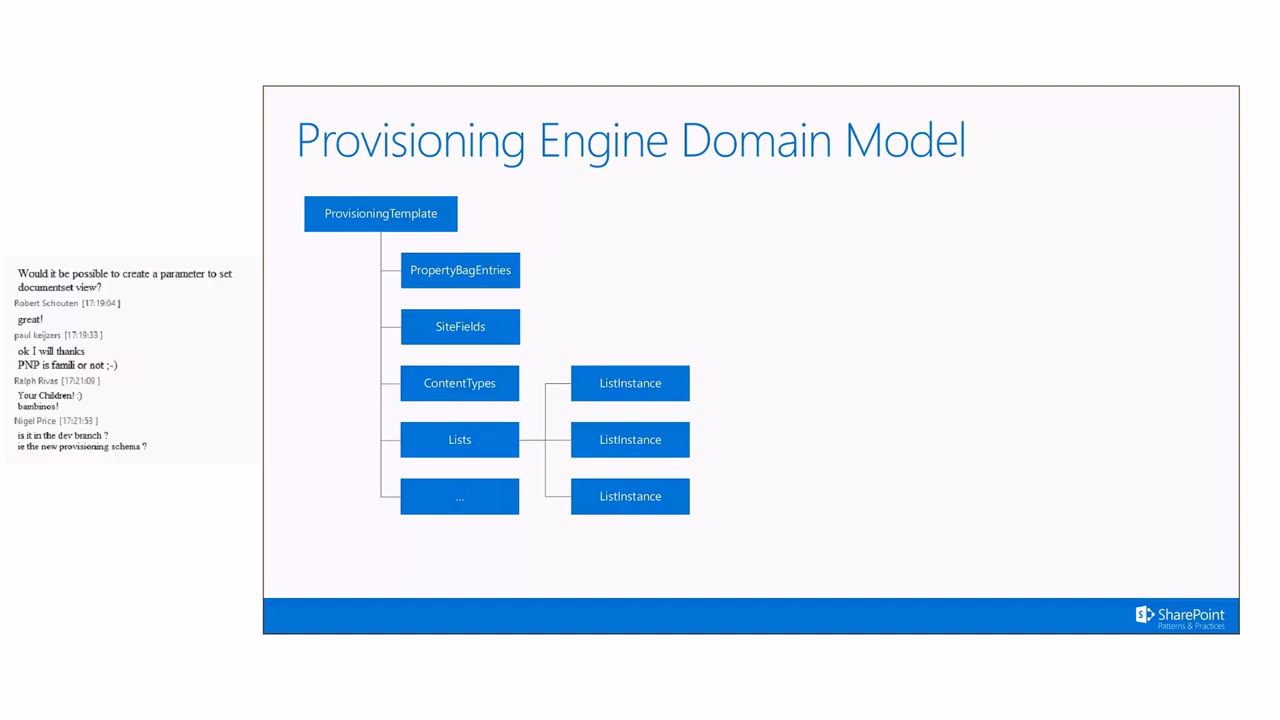 Would it be possible to create a parameter to set
documentset view?
Robert Schouten [17:19:04 ]
great!
paul keijzers [17:19:33 ]
ok I will thanks
PNP is famili or not ;-)
Ralph Rivas [17:21:09 ]
Your Children! :)
bambinos!
Nigel Price [17:21:53 ]
is it in the dev branch ?
ie the new provisioning schema ?
Provisioning Engine Domain Model
ProvisioningTemplate
PropertyBagEntries
SiteFields
ContentTypes
ListInstance
Lists
ListInstance
...
ListInstance
SharePoint
Patterns & Practices